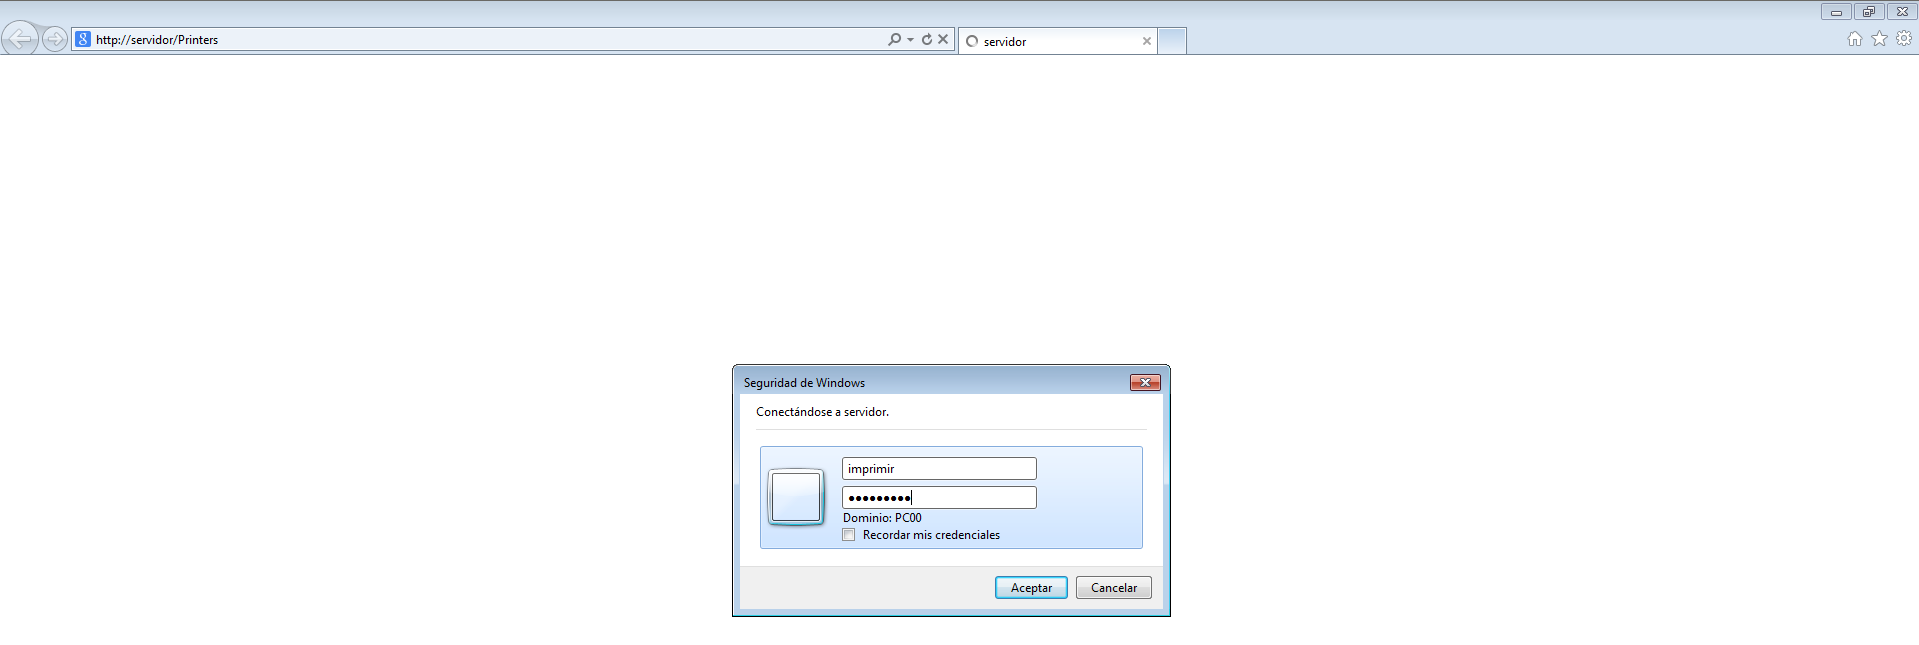 http://servidor/Printers
servidor
Seguridad de Windows
Conectándose a servidor.
imprimir
●●●●●●●●●
Dominio: PC00
Recordar mis credenciales
Aceptar
Cancelar